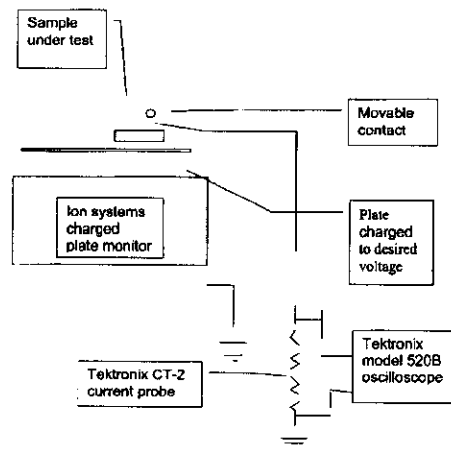 Sample
under test
Movable
contact
Ion systems
charged
plate monitor
Plate
charged
to desired
voltage
Tektronix CT-2
current probe
Tektronix
model 520B
oscilloscope